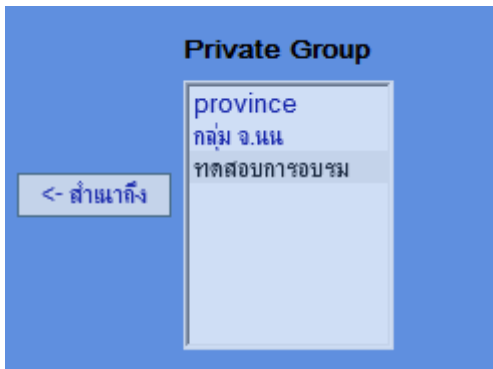 Private Group
province
กลุ่ม จ.นน
ทดสอบการอบรม
<- สำเนาถึง